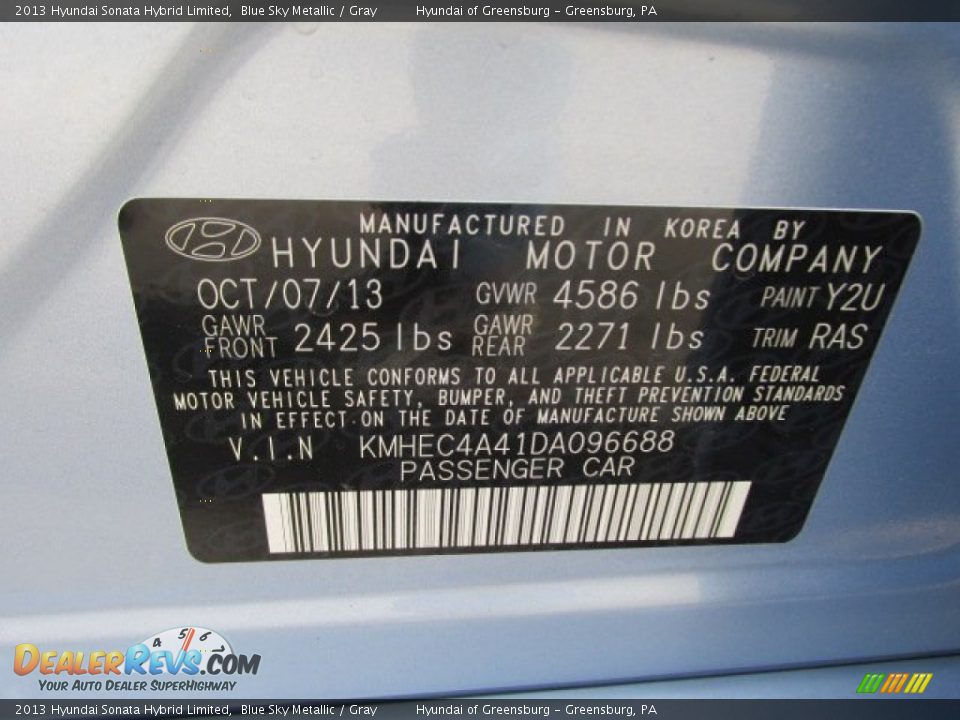 2013 Hyundai Sonata Hybrid Limited, Blue Sky Metallic / Gray Hyundai of Greensburg - Greensburg, PA
MANUFACTURED IN KOREA BY
HYUNDAI MOTOR COMPANY
OCT/07/13 GVWR 4586 lbs PAINT Y2U
GAWR FRONT 2425 lbs GAWR REAR 2271 lbs TRIM RAS
THIS VEHICLE CONFORMS TO ALL APPLICABLE U.S.A. FEDERAL
MOTOR VEHICLE SAFETY, BUMPER, AND THEFT PREVENTION STANDARDS
IN EFFECT ON THE DATE OF MANUFACTURE SHOWN ABOVE
V.I.N KMHEC4A41DA096688
PASSENGER CAR
4 5 6 7
DealerRevs.com
Your Auto Dealer SuperHighway
2013 Hyundai Sonata Hybrid Limited, Blue Sky Metallic / Gray Hyundai of Greensburg - Greensburg, PA